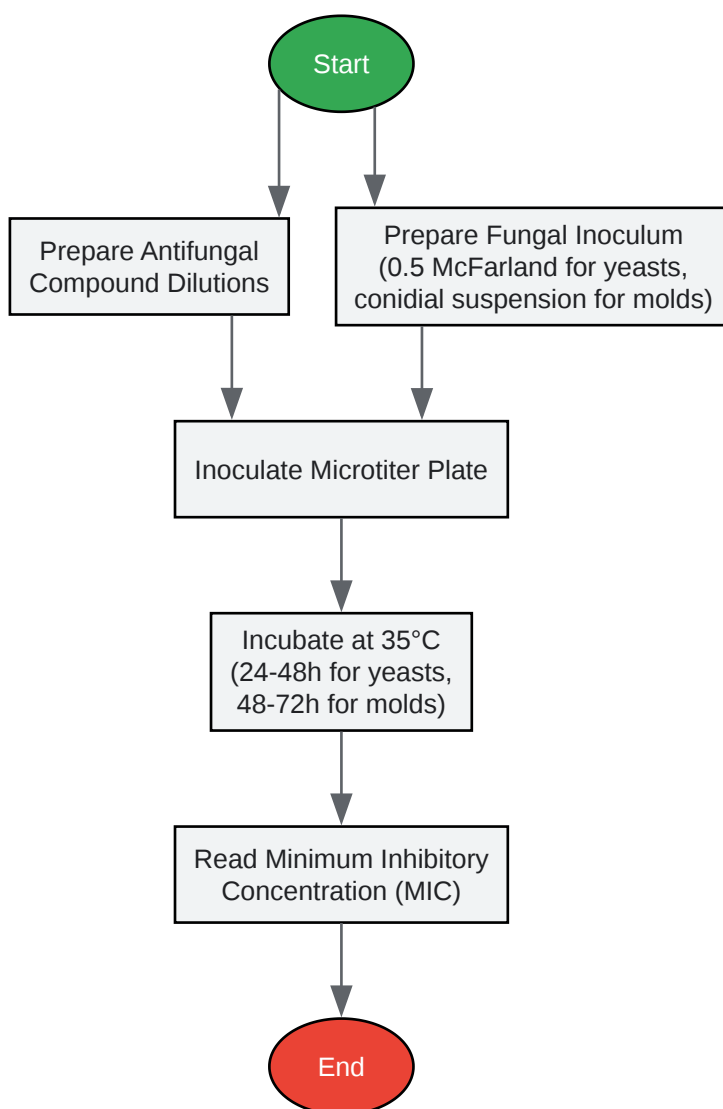 Start
Prepare Antifungal
Compound Dilutions
Prepare Fungal Inoculum
(0.5 McFarland for yeasts,
conidial suspension for molds)
Inoculate Microtiter Plate
Incubate at 35°C
(24-48h for yeasts,
48-72h for molds)
Read Minimum Inhibitory
Concentration (MIC)
End